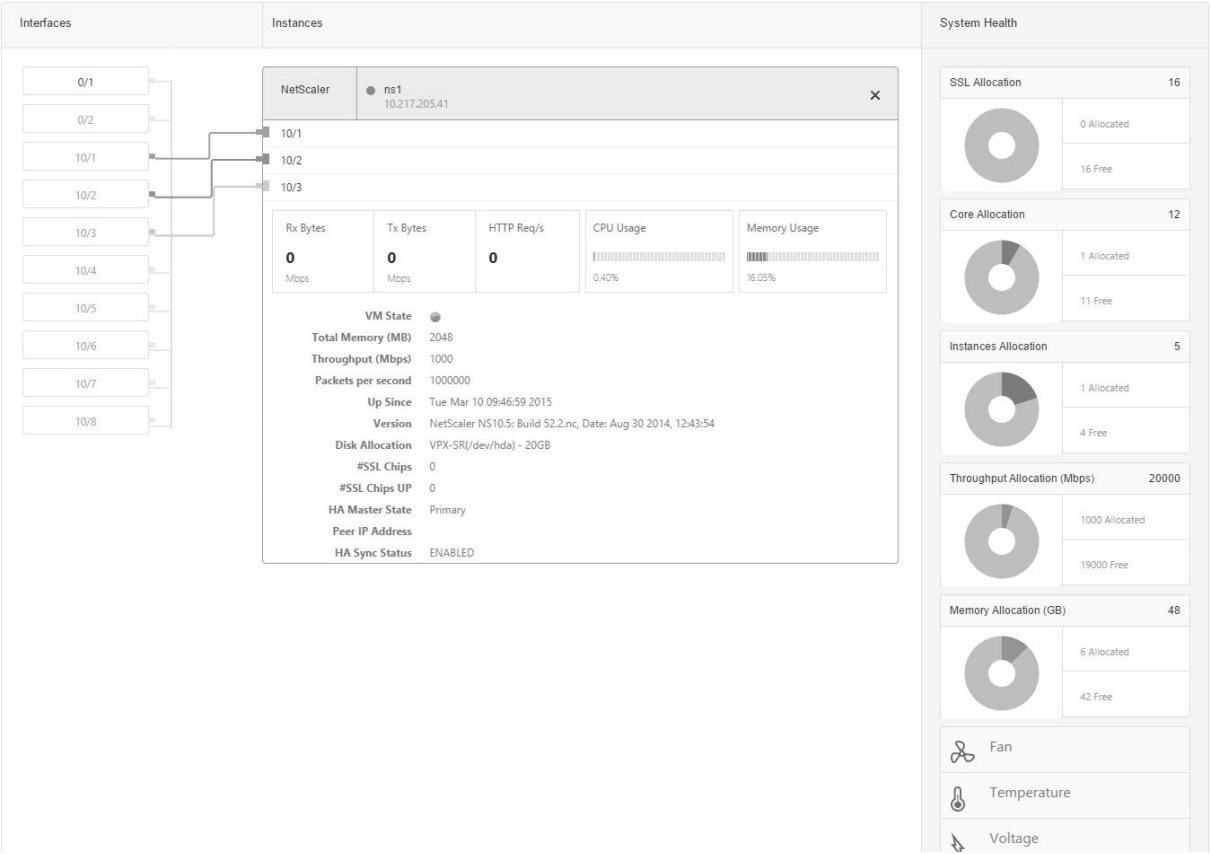 Interfaces
Instances
System Health
0/1
0/2
10/1
10/2
10/3
10/4
10/5
10/6
10/7
10/8
NetScaler
ns1
10.217.205.41
10/1
10/2
10/3
Rx Bytes
0
Mbps
Tx Bytes
0
Mbps
HTTP Req/s
0
CPU Usage
0.40%
Memory Usage
16.05%
VM State
Total Memory (MB) 2048
Throughput (Mbps) 1000
Packets per second 1000000
Up Since Tue Mar 10 09:46:59 2015
Version NetScaler NS10.5: Build 52.2.nc, Date: Aug 30 2014, 12:43:54
Disk Allocation VPX-SR(/dev/hda) - 20GB
#SSL Chips 0
#SSL Chips UP 0
HA Master State Primary
Peer IP Address
HA Sync Status ENABLED
SSL Allocation 16
0 Allocated
16 Free
Core Allocation 12
1 Allocated
11 Free
Instances Allocation 5
1 Allocated
4 Free
Throughput Allocation (Mbps) 20000
1000 Allocated
19000 Free
Memory Allocation (GB) 48
6 Allocated
42 Free
Fan
Temperature
Voltage